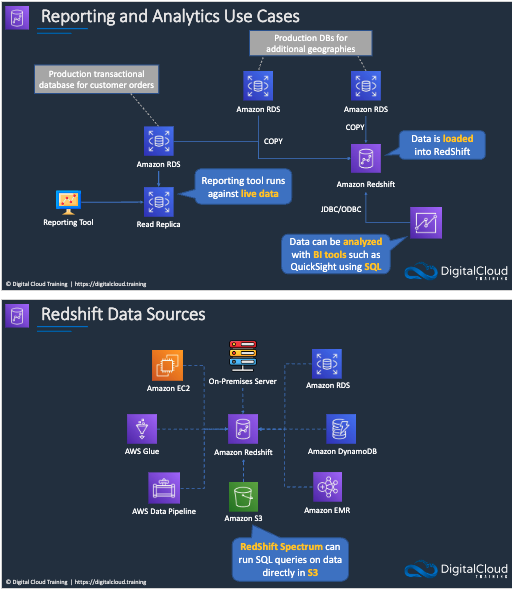 Reporting and Analytics Use Cases
Production DBs for
additional geographies
Production transactional
database for customer orders
Amazon RDS
Amazon RDS
COPY
COPY
Data is loaded
into RedShift
Amazon RDS
Amazon Redshift
Reporting tool runs
against live data
JDBC/ODBC
Reporting Tool
Read Replica
Data can be analyzed
with BI tools such as
QuickSight using SQL
DigitalCloud
TRAINING
© Digital Cloud Training | https://digitalcloud.training
Redshift Data Sources
Amazon EC2
On-Premises Server
Amazon RDS
AWS Glue
Amazon Redshift
Amazon DynamoDB
AWS Data Pipeline
Amazon S3
Amazon EMR
RedShift Spectrum can
run SQL queries on data
directly in S3
DigitalCloud
TRAINING
© Digital Cloud Training | https://digitalcloud.training